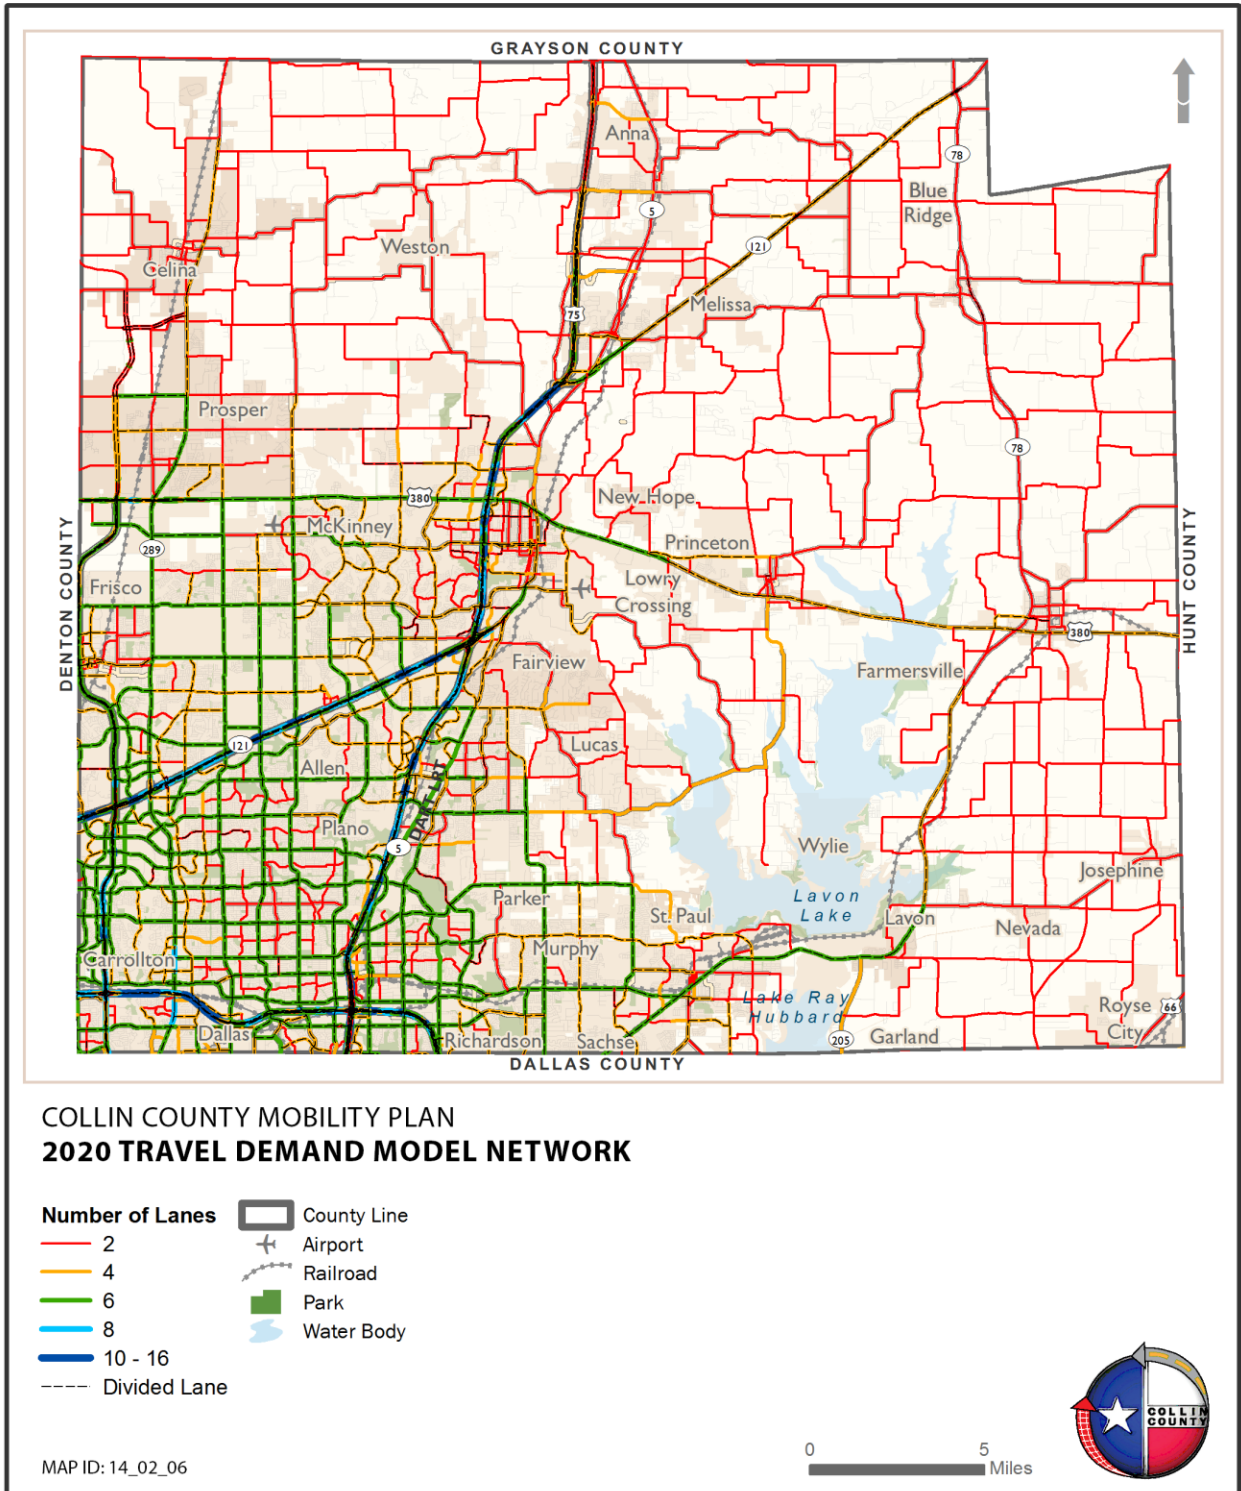 GRAYSON COUNTY
Anna
78
Blue
Ridge
5
Weston
121
Celina
Melissa
75
Prosper
78
380
New Hope
McKinney
289
Princeton
DENTON COUNTY
HUNT COUNTY
Frisco
Lowry
Crossing
380
Fairview
Farmersville
121
Lucas
Allen
DART LRT
Plano
5
Wylie
Josephine
Parker
Lavon
Lake
St. Paul
Lavon
Nevada
Murphy
Carrollton
Lake Ray
Hubbard
Royse
City
66
Dallas
Richardson
Sachse
205
Garland
DALLAS COUNTY
COLLIN COUNTY MOBILITY PLAN
2020 TRAVEL DEMAND MODEL NETWORK
Number of Lanes
2
4
6
8
10 - 16
Divided Lane
County Line
Airport
Railroad
Park
Water Body
MAP ID: 14_02_06
0 5
Miles
COLLIN
COUNTY